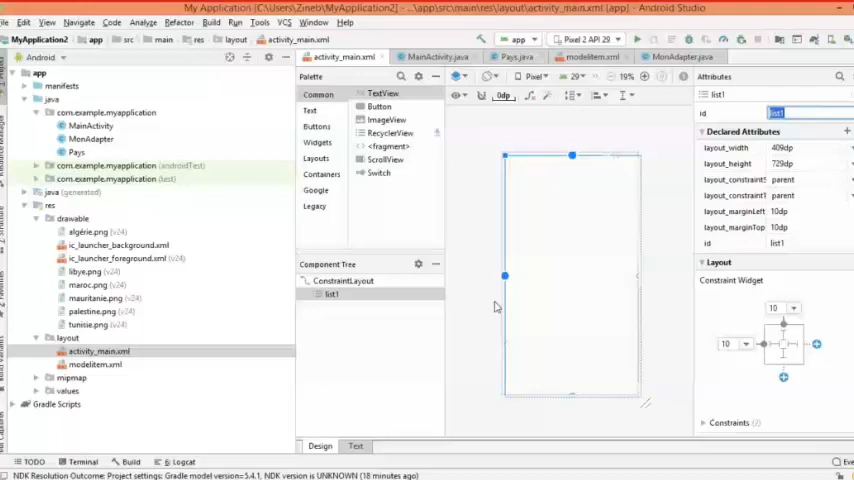 My Application [C:\Users\Zineb\MyApplication2] - ...\app\src\main\res\layout\activity_main.xml [app] - Android Studio
File Edit View Navigate Code Analyze Refactor Build Run Tools VCS Window Help
MyApplication2 app src main res layout activity_main.xml
app Pixel 2 API 29
Android
activity_main.xml MainActivity.java Pays.java modelitem.xml MonAdapter.java
app
manifests
java
com.example.myapplication
MainActivity
MonAdapter
Pays
com.example.myapplication (androidTest)
com.example.myapplication (test)
java (generated)
res
drawable
algérie.png (v24)
ic_launcher_background.xml
ic_launcher_foreground.xml (v24)
libye.png (v24)
maroc.png (v24)
mauritanie.png (v24)
palestine.png (v24)
tunisie.png (v24)
layout
activity_main.xml
modelitem.xml
mipmap
values
Gradle Scripts
Palette
Common
Text
Buttons
Widgets
Layouts
Containers
Google
Legacy
TextView
Button
ImageView
RecyclerView
<fragment>
ScrollView
Switch
Component Tree
ConstraintLayout
list1
Pixel 29 19%
0dp
Design Text
Attributes
list1
id list1
Declared Attributes
layout_width 409dp
layout_height 729dp
layout_constraintS parent
layout_constraint1 parent
layout_marginLeft 10dp
layout_marginTop 10dp
id list1
Layout
Constraint Widget
10
10
Constraints (2)
TODO Terminal Build 6: Logcat
NDK Resolution Outcome: Project settings: Gradle model version=5.4.1, NDK version is UNKNOWN (18 minutes ago)